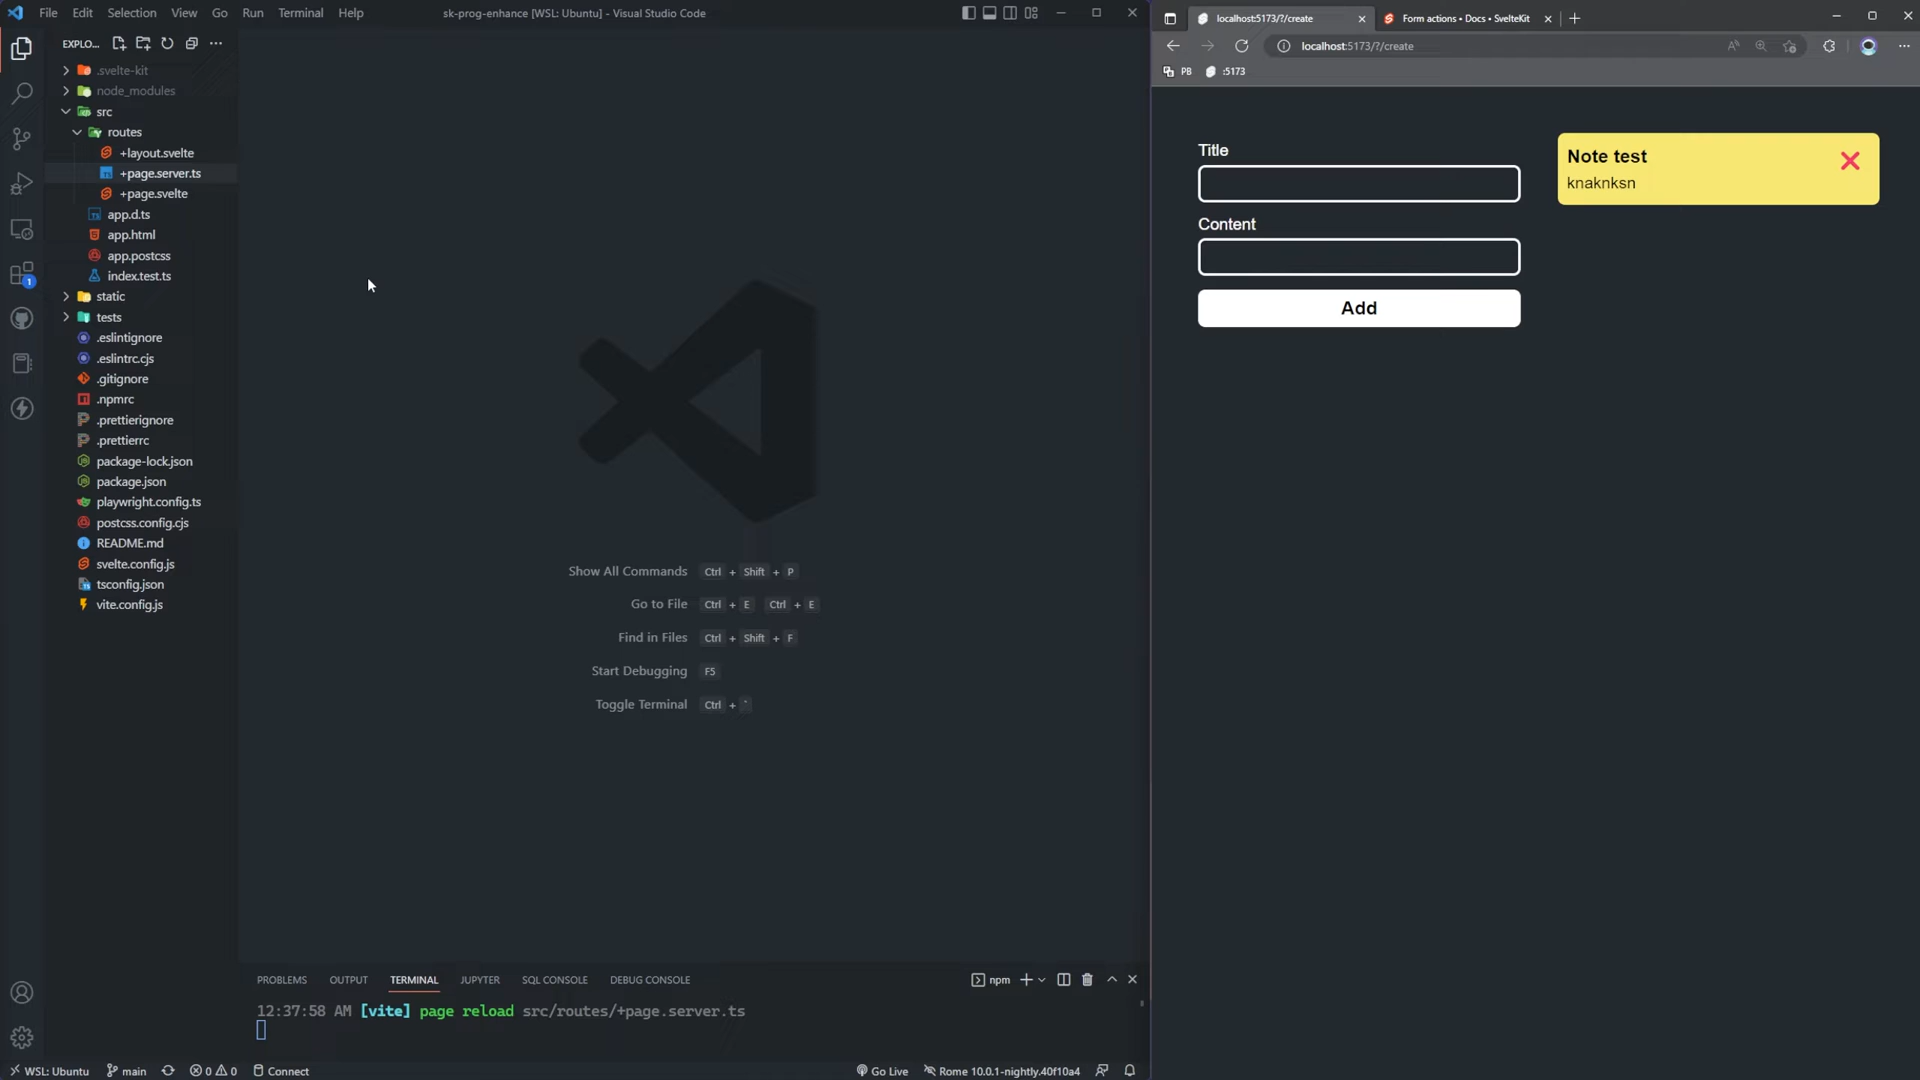 File Edit Selection View Go Run Terminal Help
sk-prog-enhance [WSL: Ubuntu] - Visual Studio Code
EXPLO...
.svelte-kit
node_modules
src
routes
+layout.svelte
+page.server.ts
+page.svelte
app.d.ts
app.html
app.postcss
index.test.ts
static
tests
.eslintignore
.eslintrc.cjs
.gitignore
.npmrc
.prettierignore
.prettierrc
package-lock.json
package.json
playwright.config.ts
postcss.config.cjs
README.md
svelte.config.js
tsconfig.json
vite.config.js
1
Show All Commands Ctrl + Shift + P
Go to File Ctrl + E Ctrl + E
Find in Files Ctrl + Shift + F
Start Debugging F5
Toggle Terminal Ctrl + `
PROBLEMS OUTPUT TERMINAL JUPYTER SQL CONSOLE DEBUG CONSOLE
npm
12:37:58 AM [vite] page reload src/routes/+page.server.ts
WSL: Ubuntu main 0 0 Connect
Go Live Rome 10.0.1-nightly.40f10a4
localhost:5173/?/create
Form actions • Docs • SvelteKit
localhost:5173/?/create
PB :5173
Title
Content
Add
Note test
knaknksn